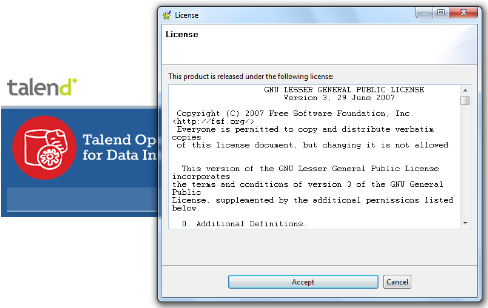 License
License
This product is released under the following license:
GNU LESSER GENERAL PUBLIC LICENSE
Version 3, 29 June 2007
Copyright (C) 2007 Free Software Foundation, Inc.
<http://fsf.org/>
Everyone is permitted to copy and distribute verbatim
copies
of this license document, but changing it is not allowed.
This version of the GNU Lesser General Public License
incorporates
the terms and conditions of version 3 of the GNU General
Public
License, supplemented by the additional permissions listed
below.
0. Additional Definitions.
Accept
Cancel
talend*
Talend Ope
for Data In